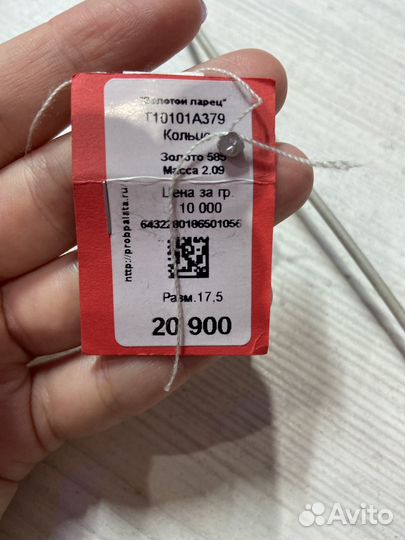 "Золотой ларец"
Т10101А379
Кольцо
Золото 585
Масса 2.09
Цена за гр.
10 000
6432280186501056
http://probpalata.ru
Разм.17.5
20 900
Avito